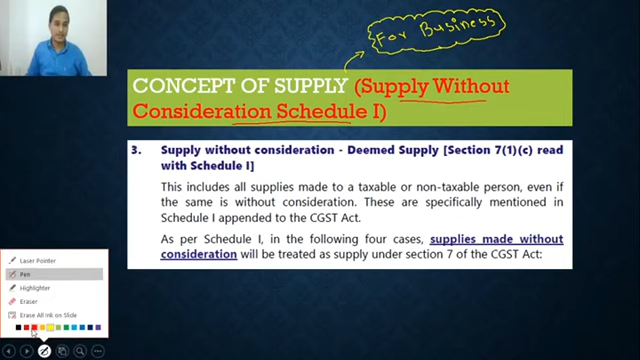 For Business
CONCEPT OF SUPPLY (Supply Without
Consideration Schedule I)
3. Supply without consideration - Deemed Supply [Section 7(1)(c) read
with Schedule I]
This includes all supplies made to a taxable or non-taxable person, even if
the same is without consideration. These are specifically mentioned in
Schedule I appended to the CGST Act.
As per Schedule I, in the following four cases, supplies made without
consideration will be treated as supply under section 7 of the CGST Act:
Laser Pointer
Pen
Highlighter
Eraser
Erase All Ink on Slide